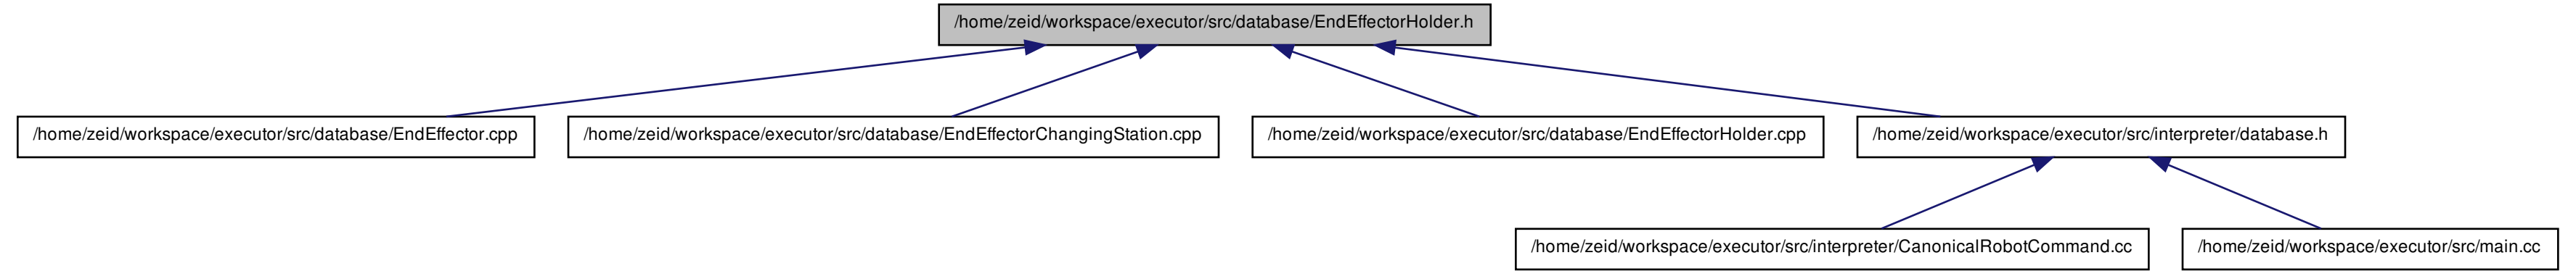 /home/zeid/workspace/executor/src/database/EndEffectorHolder.h
/home/zeid/workspace/executor/src/database/EndEffector.cpp
/home/zeid/workspace/executor/src/database/EndEffectorChangingStation.cpp
/home/zeid/workspace/executor/src/database/EndEffectorHolder.cpp
/home/zeid/workspace/executor/src/interpreter/database.h
/home/zeid/workspace/executor/src/interpreter/CanonicalRobotCommand.cc
/home/zeid/workspace/executor/src/main.cc